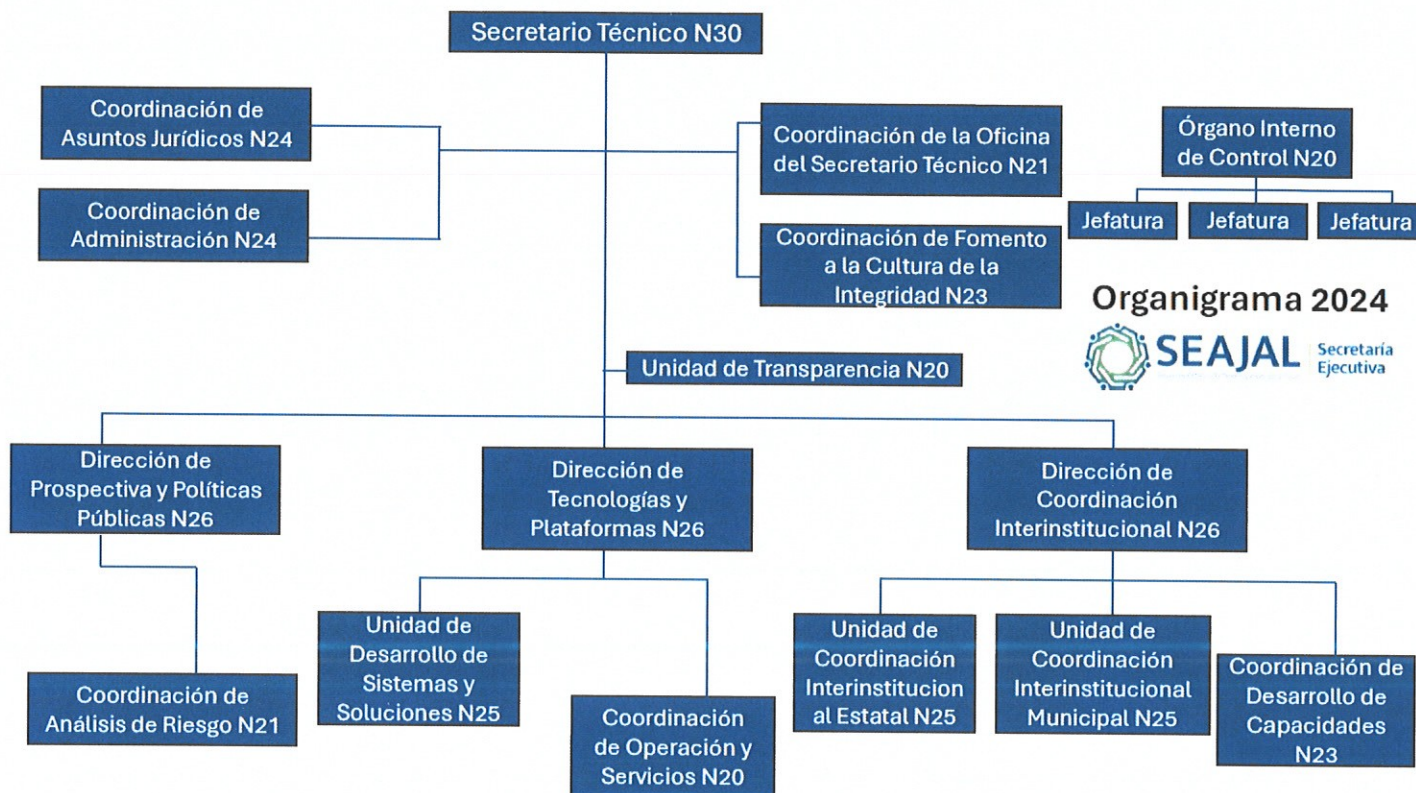 Secretario Técnico N30
Coordinación de
Asuntos Jurídicos N24
Coordinación de
Administración N24
Coordinación de la Oficina
del Secretario Técnico N21
Coordinación de Fomento
a la Cultura de la
Integridad N23
Órgano Interno
de Control N20
Jefatura
Jefatura
Jefatura
Organigrama 2024
SEAJAL
Secretaría
Ejecutiva
Unidad de Transparencia N20
Dirección de
Prospectiva y Políticas
Públicas N26
Dirección de
Tecnologías y
Plataformas N26
Dirección de
Coordinación
Interinstitucional N26
Coordinación de
Análisis de Riesgo N21
Unidad de
Desarrollo de
Sistemas y
Soluciones N25
Coordinación
de Operación y
Servicios N20
Unidad de
Coordinación
Interinstitucion
al Estatal N25
Unidad de
Coordinación
Interinstitucional
Municipal N25
Coordinación de
Desarrollo de
Capacidades
N23